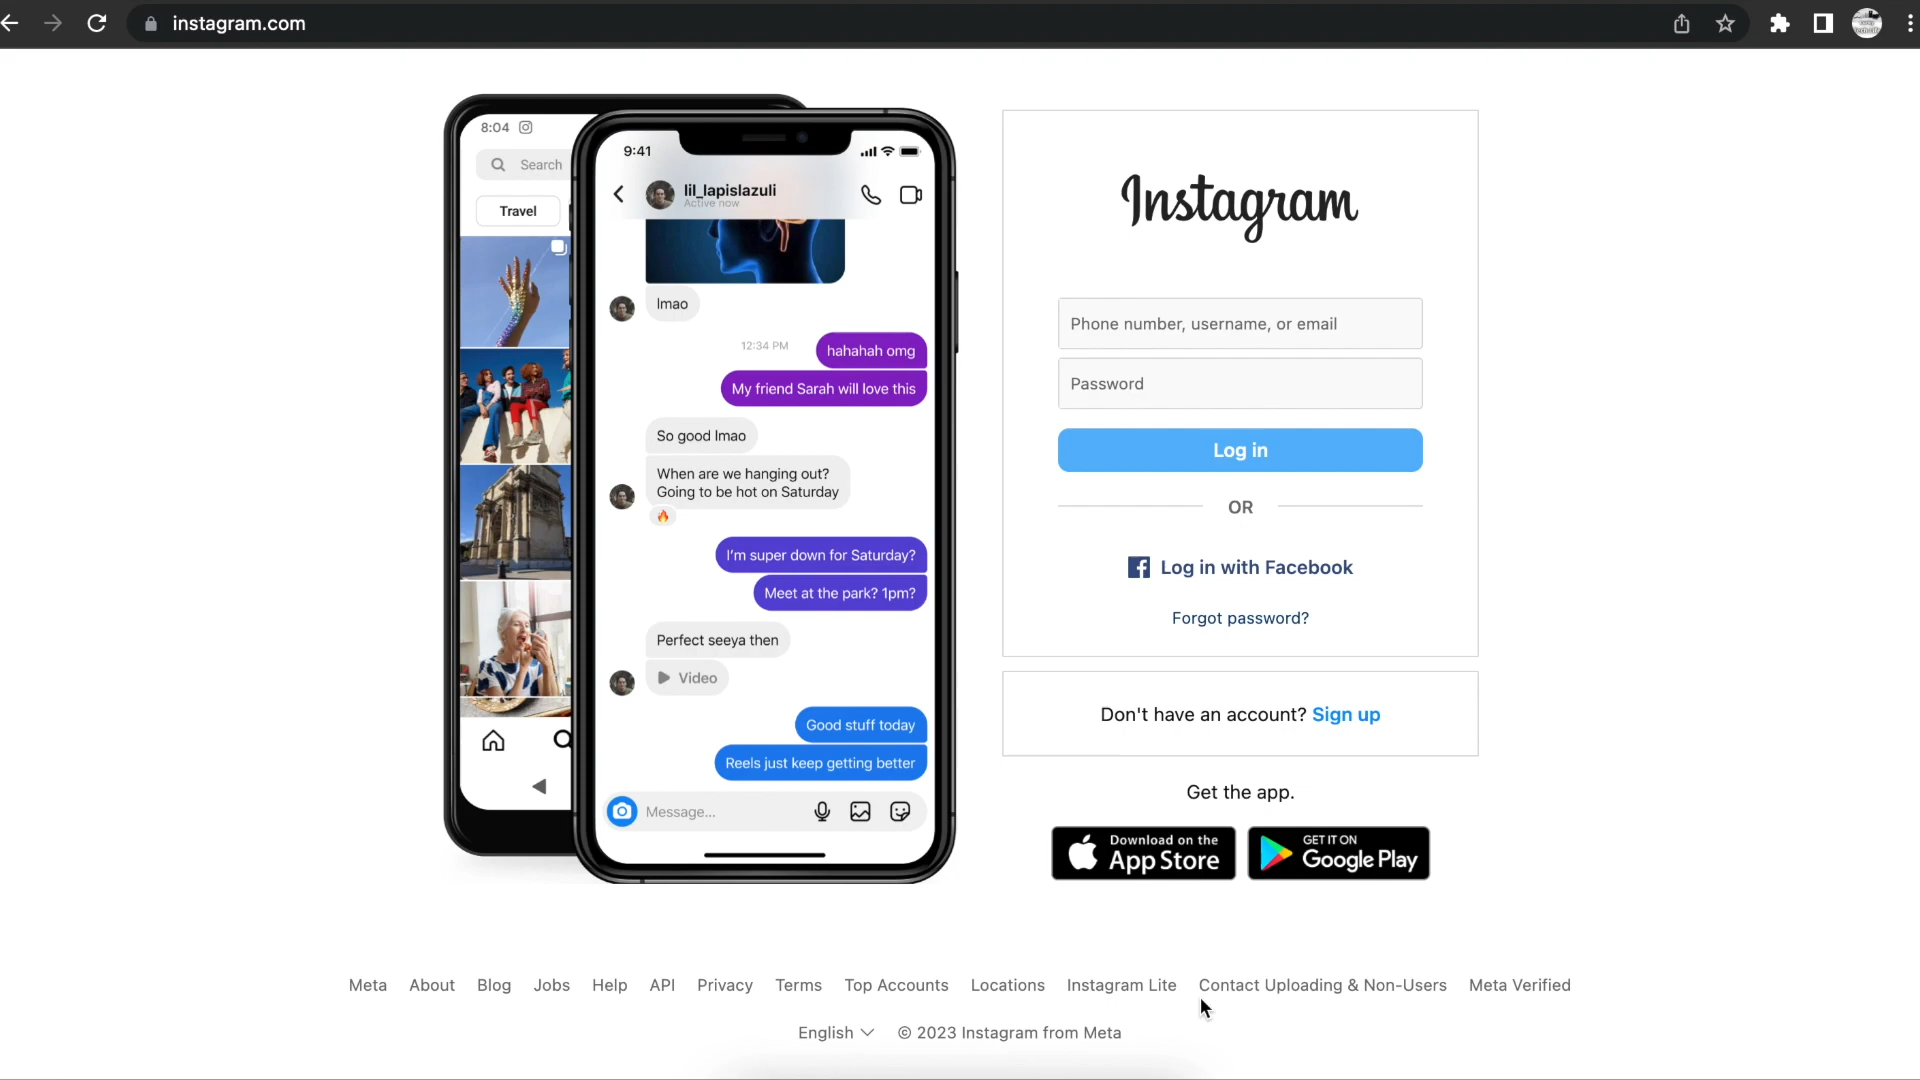 instagram.com
8:04
Search
Travel
9:41
lil_lapislazuli
Active now
lmao
12:34 PM
hahahah omg
My friend Sarah will love this
So good lmao
When are we hanging out?
Going to be hot on Saturday
I'm super down for Saturday?
Meet at the park? 1pm?
Perfect seeya then
Video
Good stuff today
Reels just keep getting better
Message...
Instagram
Phone number, username, or email
Password
Log in
OR
Log in with Facebook
Forgot password?
Don't have an account? Sign up
Get the app.
Download on the
App Store
GET IT ON
Google Play
Meta About Blog Jobs Help API Privacy Terms Top Accounts Locations Instagram Lite Contact Uploading & Non-Users Meta Verified
English © 2023 Instagram from Meta